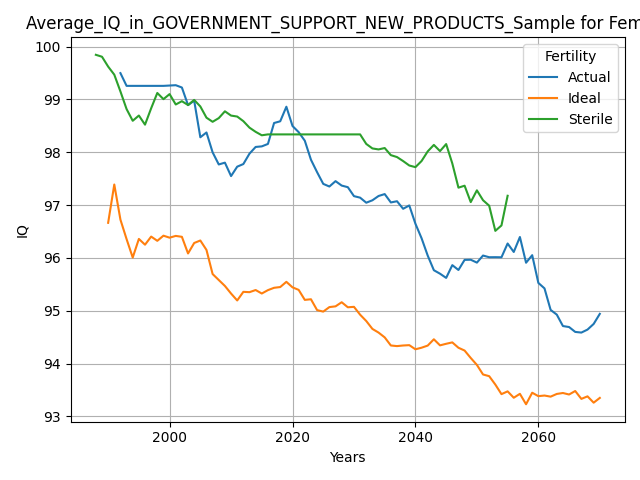 Average_IQ_in_GOVERNMENT_SUPPORT_NEW_PRODUCTS_Sample for Fem
100
99
98
97
96
95
94
93
IQ
Fertility
Actual
Ideal
Sterile
2000
2020
2040
2060
Years